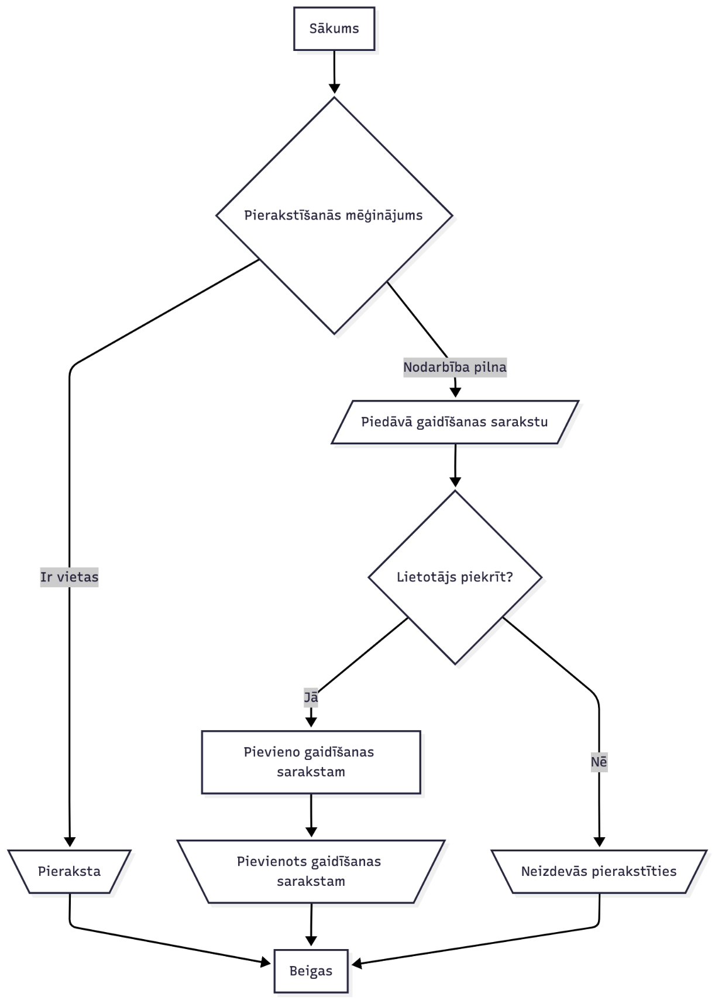 Sākums
Pierakstīšanās mēģinājums
Nodarbība pilna
Piedāvā gaidīšanas sarakstu
Ir vietas
Lietotājs piekrīt?
Jā
Pievieno gaidīšanas
sarakstam
Nē
Pieraksta
Pievienots gaidīšanas
sarakstam
Neizdevās pierakstīties
Beigas